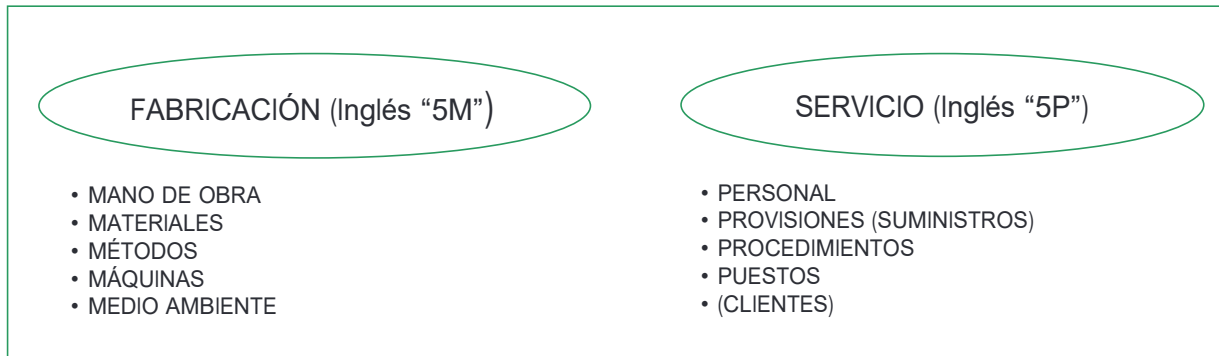 FABRICACIÓN (Inglés “5M”)
• MANO DE OBRA
• MATERIALES
• MÉTODOS
• MÁQUINAS
• MEDIO AMBIENTE
SERVICIO (Inglés “5P”)
• PERSONAL
• PROVISIONES (SUMINISTROS)
• PROCEDIMIENTOS
• PUESTOS
• (CLIENTES)